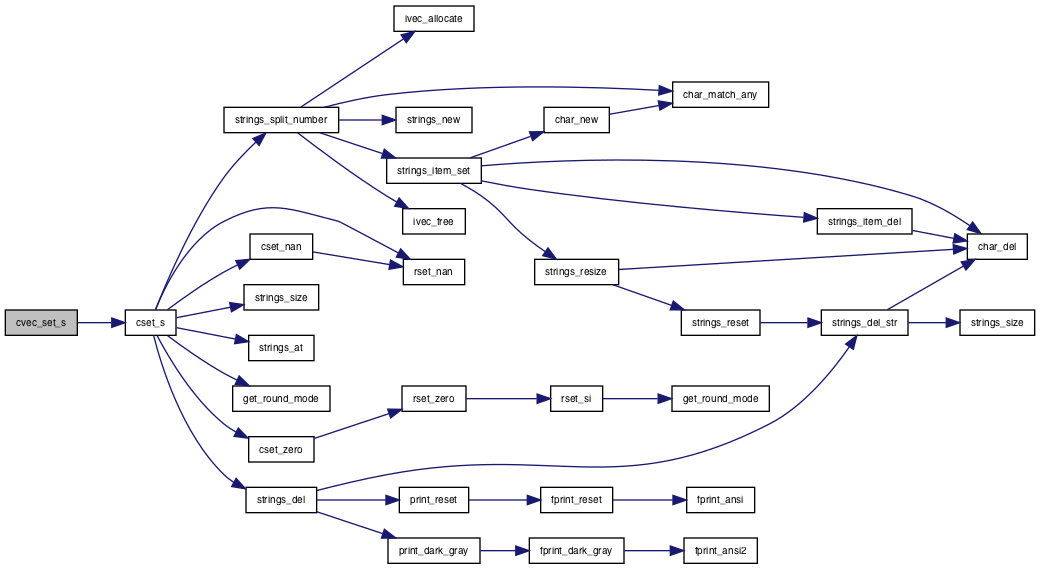 ivec_allocate
char_match_any
strings_split_number
strings_new
char_new
strings_item_set
ivec_free
strings_item_del
cset_nan
char_del
rset_nan
strings_resize
strings_size
cvec_set_s
cset_s
strings_reset
strings_del_str
strings_size
strings_at
get_round_mode
rset_zero
rset_si
get_round_mode
cset_zero
strings_del
print_reset
fprint_reset
fprint_ansi
print_dark_gray
fprint_dark_gray
fprint_ansi2